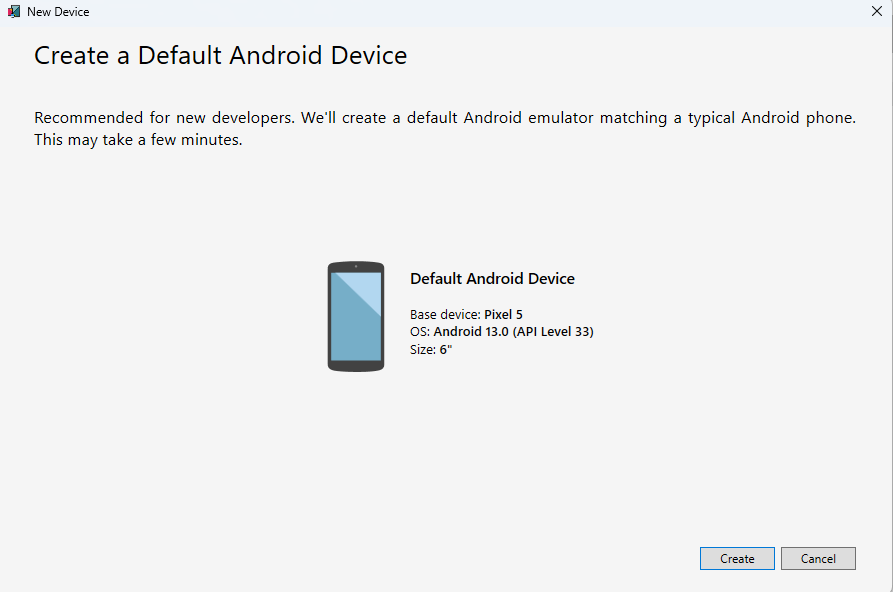 New Device
Create a Default Android Device
Recommended for new developers. We'll create a default Android emulator matching a typical Android phone.
This may take a few minutes.
Default Android Device
Base device: Pixel 5
OS: Android 13.0 (API Level 33)
Size: 6"
Create
Cancel